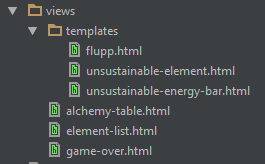 views
templates
flupp.html
unsustainable-element.html
unsustainable-energy-bar.html
alchemy-table.html
element-list.html
game-over.html